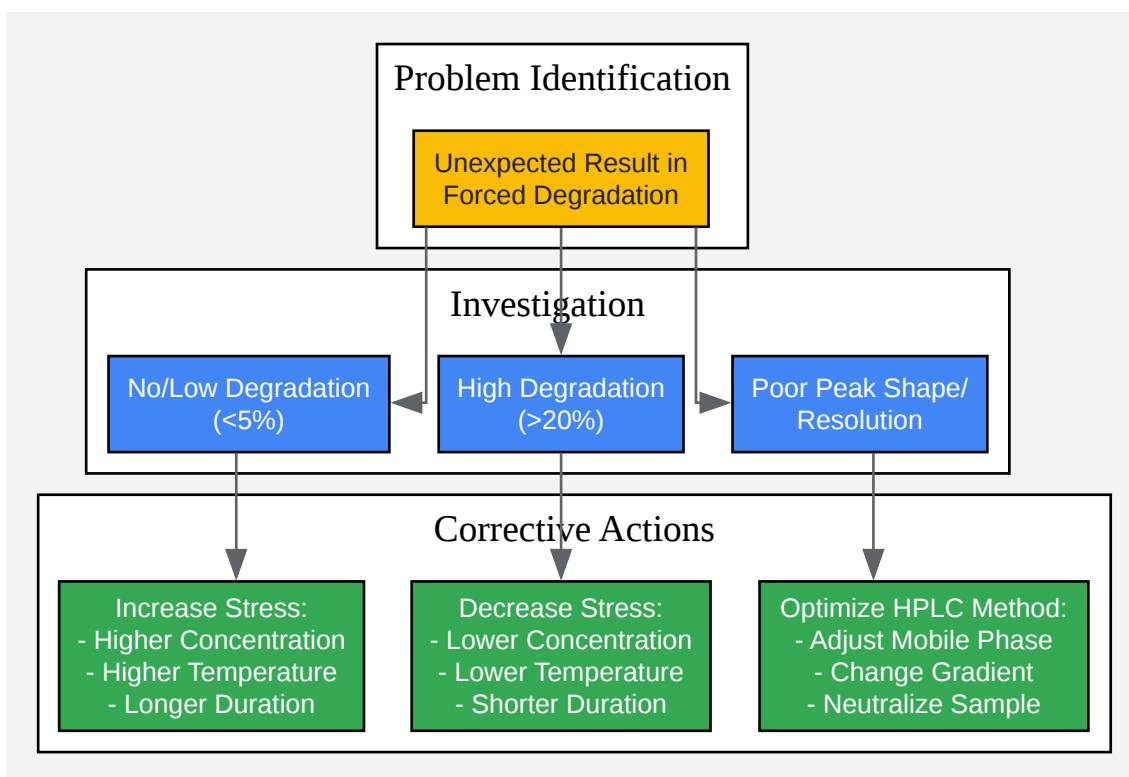 Problem Identification
Unexpected Result in
Forced Degradation
Investigation
No/Low Degradation
(<5%)
High Degradation
(>20%)
Poor Peak Shape/
Resolution
Corrective Actions
Increase Stress:
- Higher Concentration
- Higher Temperature
- Longer Duration
Decrease Stress:
- Lower Concentration
- Lower Temperature
- Shorter Duration
Optimize HPLC Method:
- Adjust Mobile Phase
- Change Gradient
- Neutralize Sample